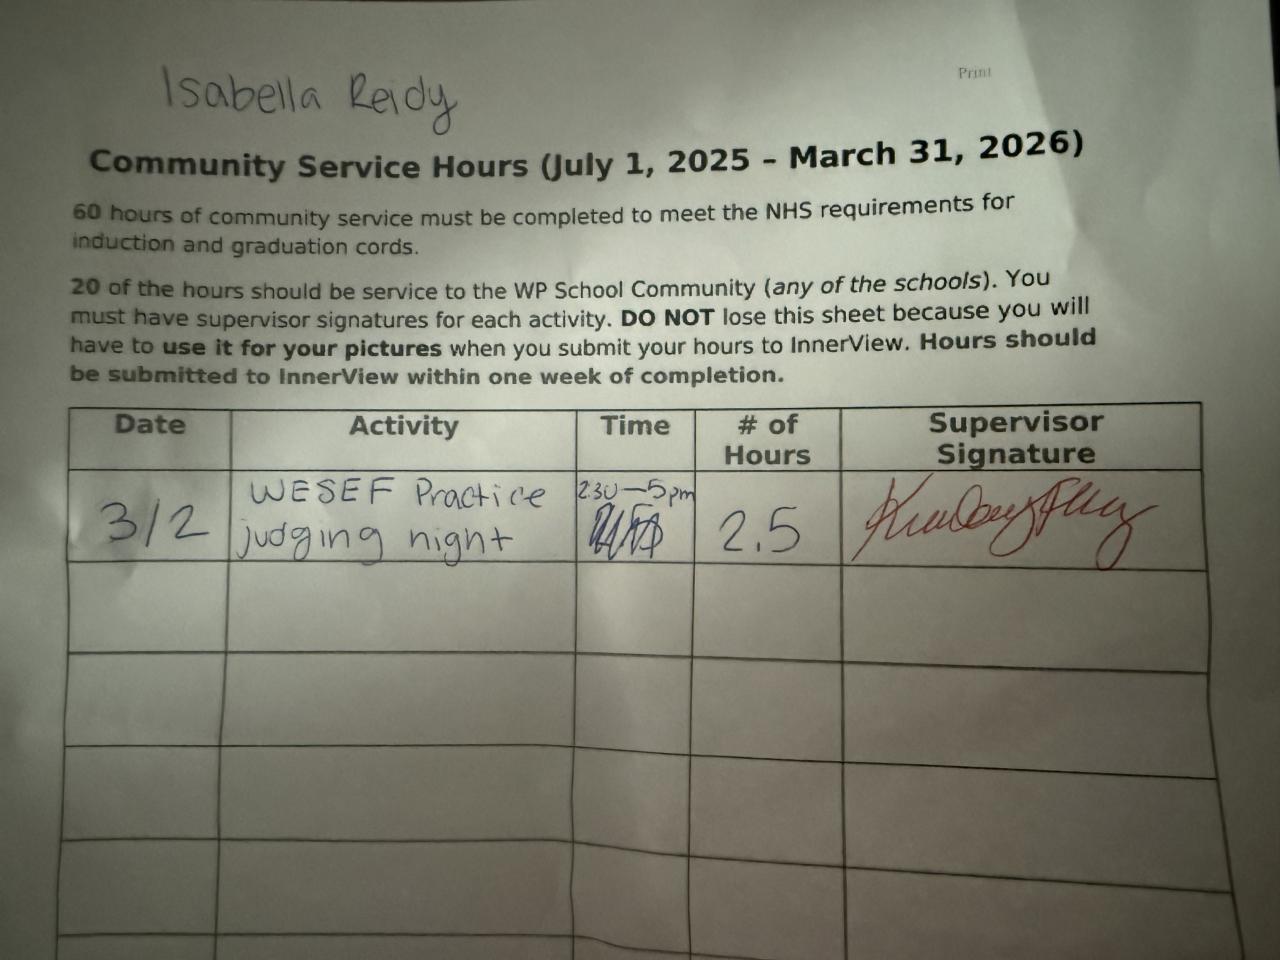 Print
Isabella Reidy
Community Service Hours (July 1, 2025 – March 31, 2026)
60 hours of community service must be completed to meet the NHS requirements for
induction and graduation cords.
20 of the hours should be service to the WP School Community (any of the schools). You
must have supervisor signatures for each activity. DO NOT lose this sheet because you will
have to use it for your pictures when you submit your hours to InnerView. Hours should
be submitted to InnerView within one week of completion.
Date Activity Time # of Hours Supervisor Signature
3/2 WESEF Practice judging night 2:30–5pm 2.5